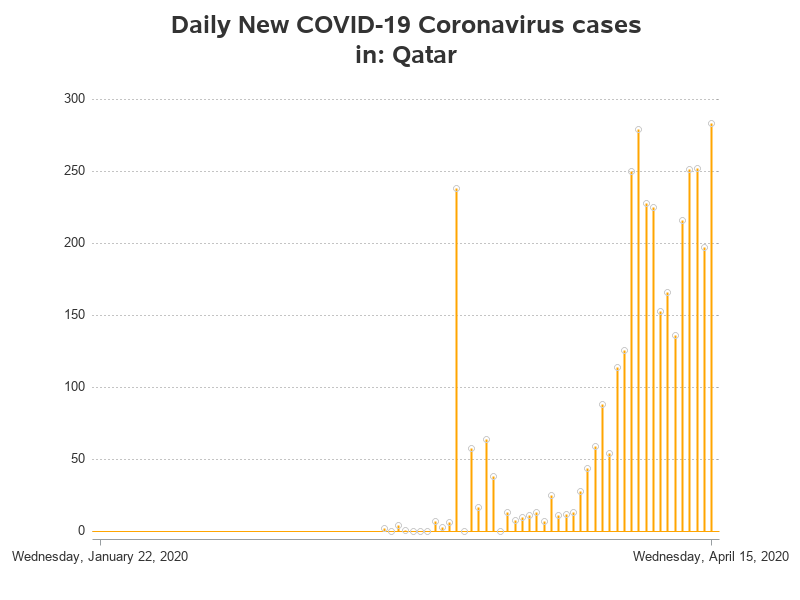 Daily New COVID-19 Coronavirus cases
in: Qatar
300
250
200
150
100
50
0
Wednesday, January 22, 2020
Wednesday, April 15, 2020